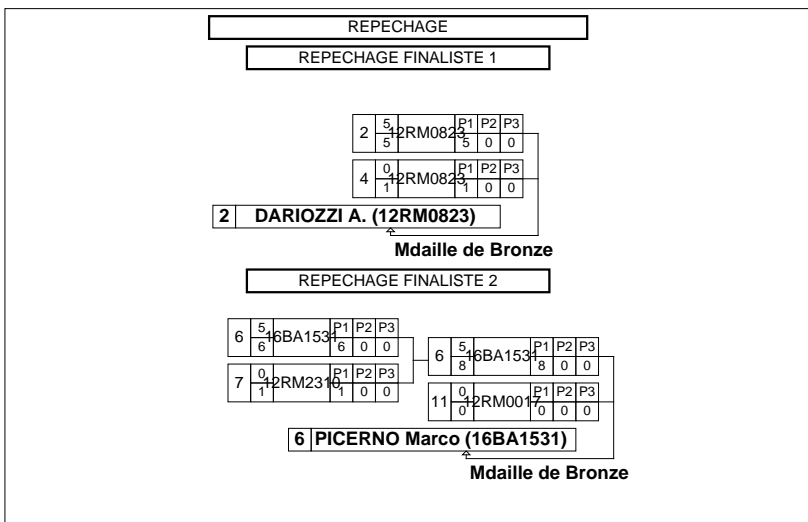 REPECHAGE
REPECHAGE FINALISTE 1
2 5 5 12RM0823 P1 P2 P3 5 0 0
4 0 1 12RM0823 P1 P2 P3 1 0 0
2 DARIOZZI A. (12RM0823)
Mdaille de Bronze
REPECHAGE FINALISTE 2
6 5 6 16BA1531 P1 P2 P3 6 0 0
7 0 1 12RM2310 P1 P2 P3 1 0 0
6 5 8 16BA1531 P1 P2 P3 8 0 0
11 0 0 12RM0017 P1 P2 P3 0 0 0
6 PICERNO Marco (16BA1531)
Mdaille de Bronze